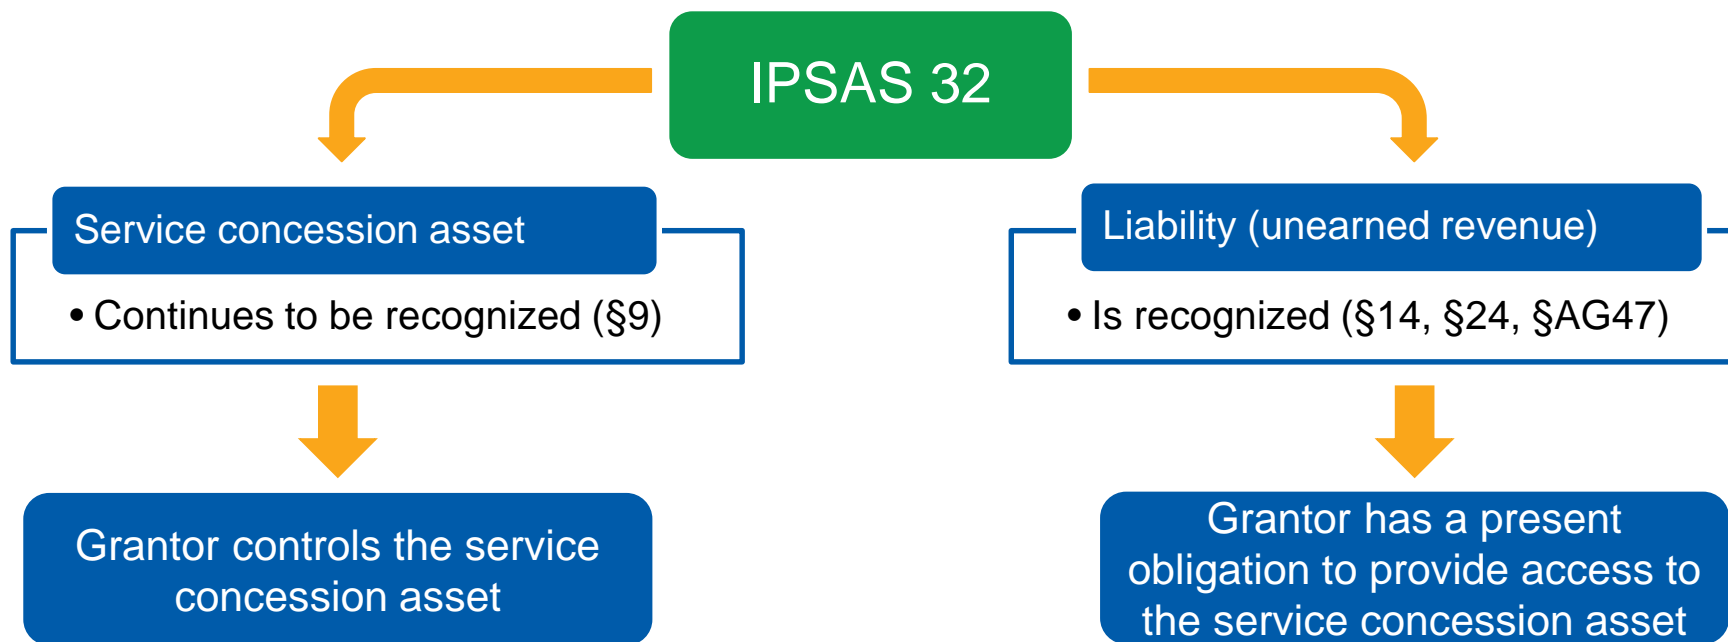 IPSAS 32
Service concession asset
• Continues to be recognized (§9)
Grantor controls the service
concession asset
Liability (unearned revenue)
• Is recognized (§14, §24, §AG47)
Grantor has a present
obligation to provide access to
the service concession asset